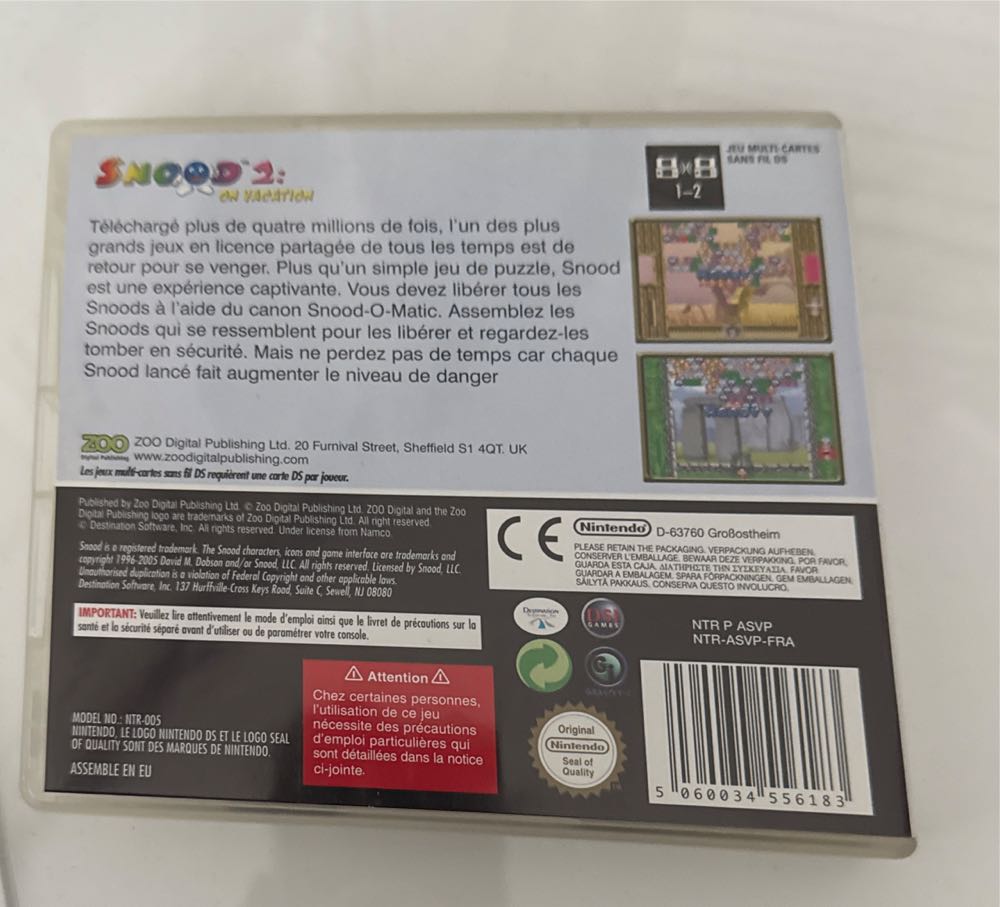 SNOOD 2:
ON VACATION
JEU MULTI-CARTES
SANS FIL DS
1-2
Téléchargé plus de quatre millions de fois, l'un des plus
grands jeux en licence partagée de tous les temps est de
retour pour se venger. Plus qu'un simple jeu de puzzle, Snood
est une expérience captivante. Vous devez libérer tous les
Snoods à l'aide du canon Snood-O-Matic. Assemblez les
Snoods qui se ressemblent pour les libérer et regardez-les
tomber en sécurité. Mais ne perdez pas de temps car chaque
Snood lancé fait augmenter le niveau de danger
ZOO
Digital Publishing
ZOO Digital Publishing Ltd. 20 Furnival Street, Sheffield S1 4QT. UK
www.zoodigitalpublishing.com
Les jeux multi-cartes sans fil DS requièrent une carte DS par joueur.
Published by Zoo Digital Publishing Ltd. © Zoo Digital Publishing Ltd. ZOO Digital and the Zoo
Digital Publishing logo are trademarks of Zoo Digital Publishing Ltd. All right reserved.
© Destination Software, Inc. All rights reserved. Under license from Namco.
Snood is a registered trademark. The Snood characters, icons and game interface are trademarks and
copyright 1996-2005 David M. Dobson and/or Snood, LLC. All rights reserved. Licensed by Snood, LLC.
Unauthorised duplication is a violation of Federal Copyright and other applicable laws.
Destination Software, Inc. 137 Hurffville-Cross Keys Road, Suite C, Sewell, NJ 08080
IMPORTANT: Veuillez lire attentivement le mode d'emploi ainsi que le livret de précautions sur la
santé et la sécurité séparé avant d'utiliser ou de paramétrer votre console.
CE
Nintendo D-63760 Großostheim
PLEASE RETAIN THE PACKAGING. VERPACKUNG AUFHEBEN.
CONSERVER L'EMBALLAGE. BEWAAR DEZE VERPAKKING. POR FAVOR,
GUARDA ESTA CAJA. ΔΙΑΤΗΡΗΣΤΕ ΤΗΝ ΣΥΣΚΕΥΑΣΙΑ. FAVOR
GUARDAR A EMBALAGEM. SPARA FÖRPACKNINGEN. GEM EMBALLAGEN.
SÄILYTÄ PAKKAUS. CONSERVA QUESTO INVOLUCRO.
DESTINATION
DSI
GAMES
NTR P ASVP
NTR-ASVP-FRA
Attention
Chez certaines personnes,
l'utilisation de ce jeu
nécessite des précautions
d'emploi particulières qui
sont détaillées dans la notice
ci-jointe.
MODEL NO.: NTR-005
NINTENDO, LE LOGO NINTENDO DS ET LE LOGO SEAL
OF QUALITY SONT DES MARQUES DE NINTENDO.
ASSEMBLE EN EU
Original
Nintendo
Seal of
Quality
5 060034 556183